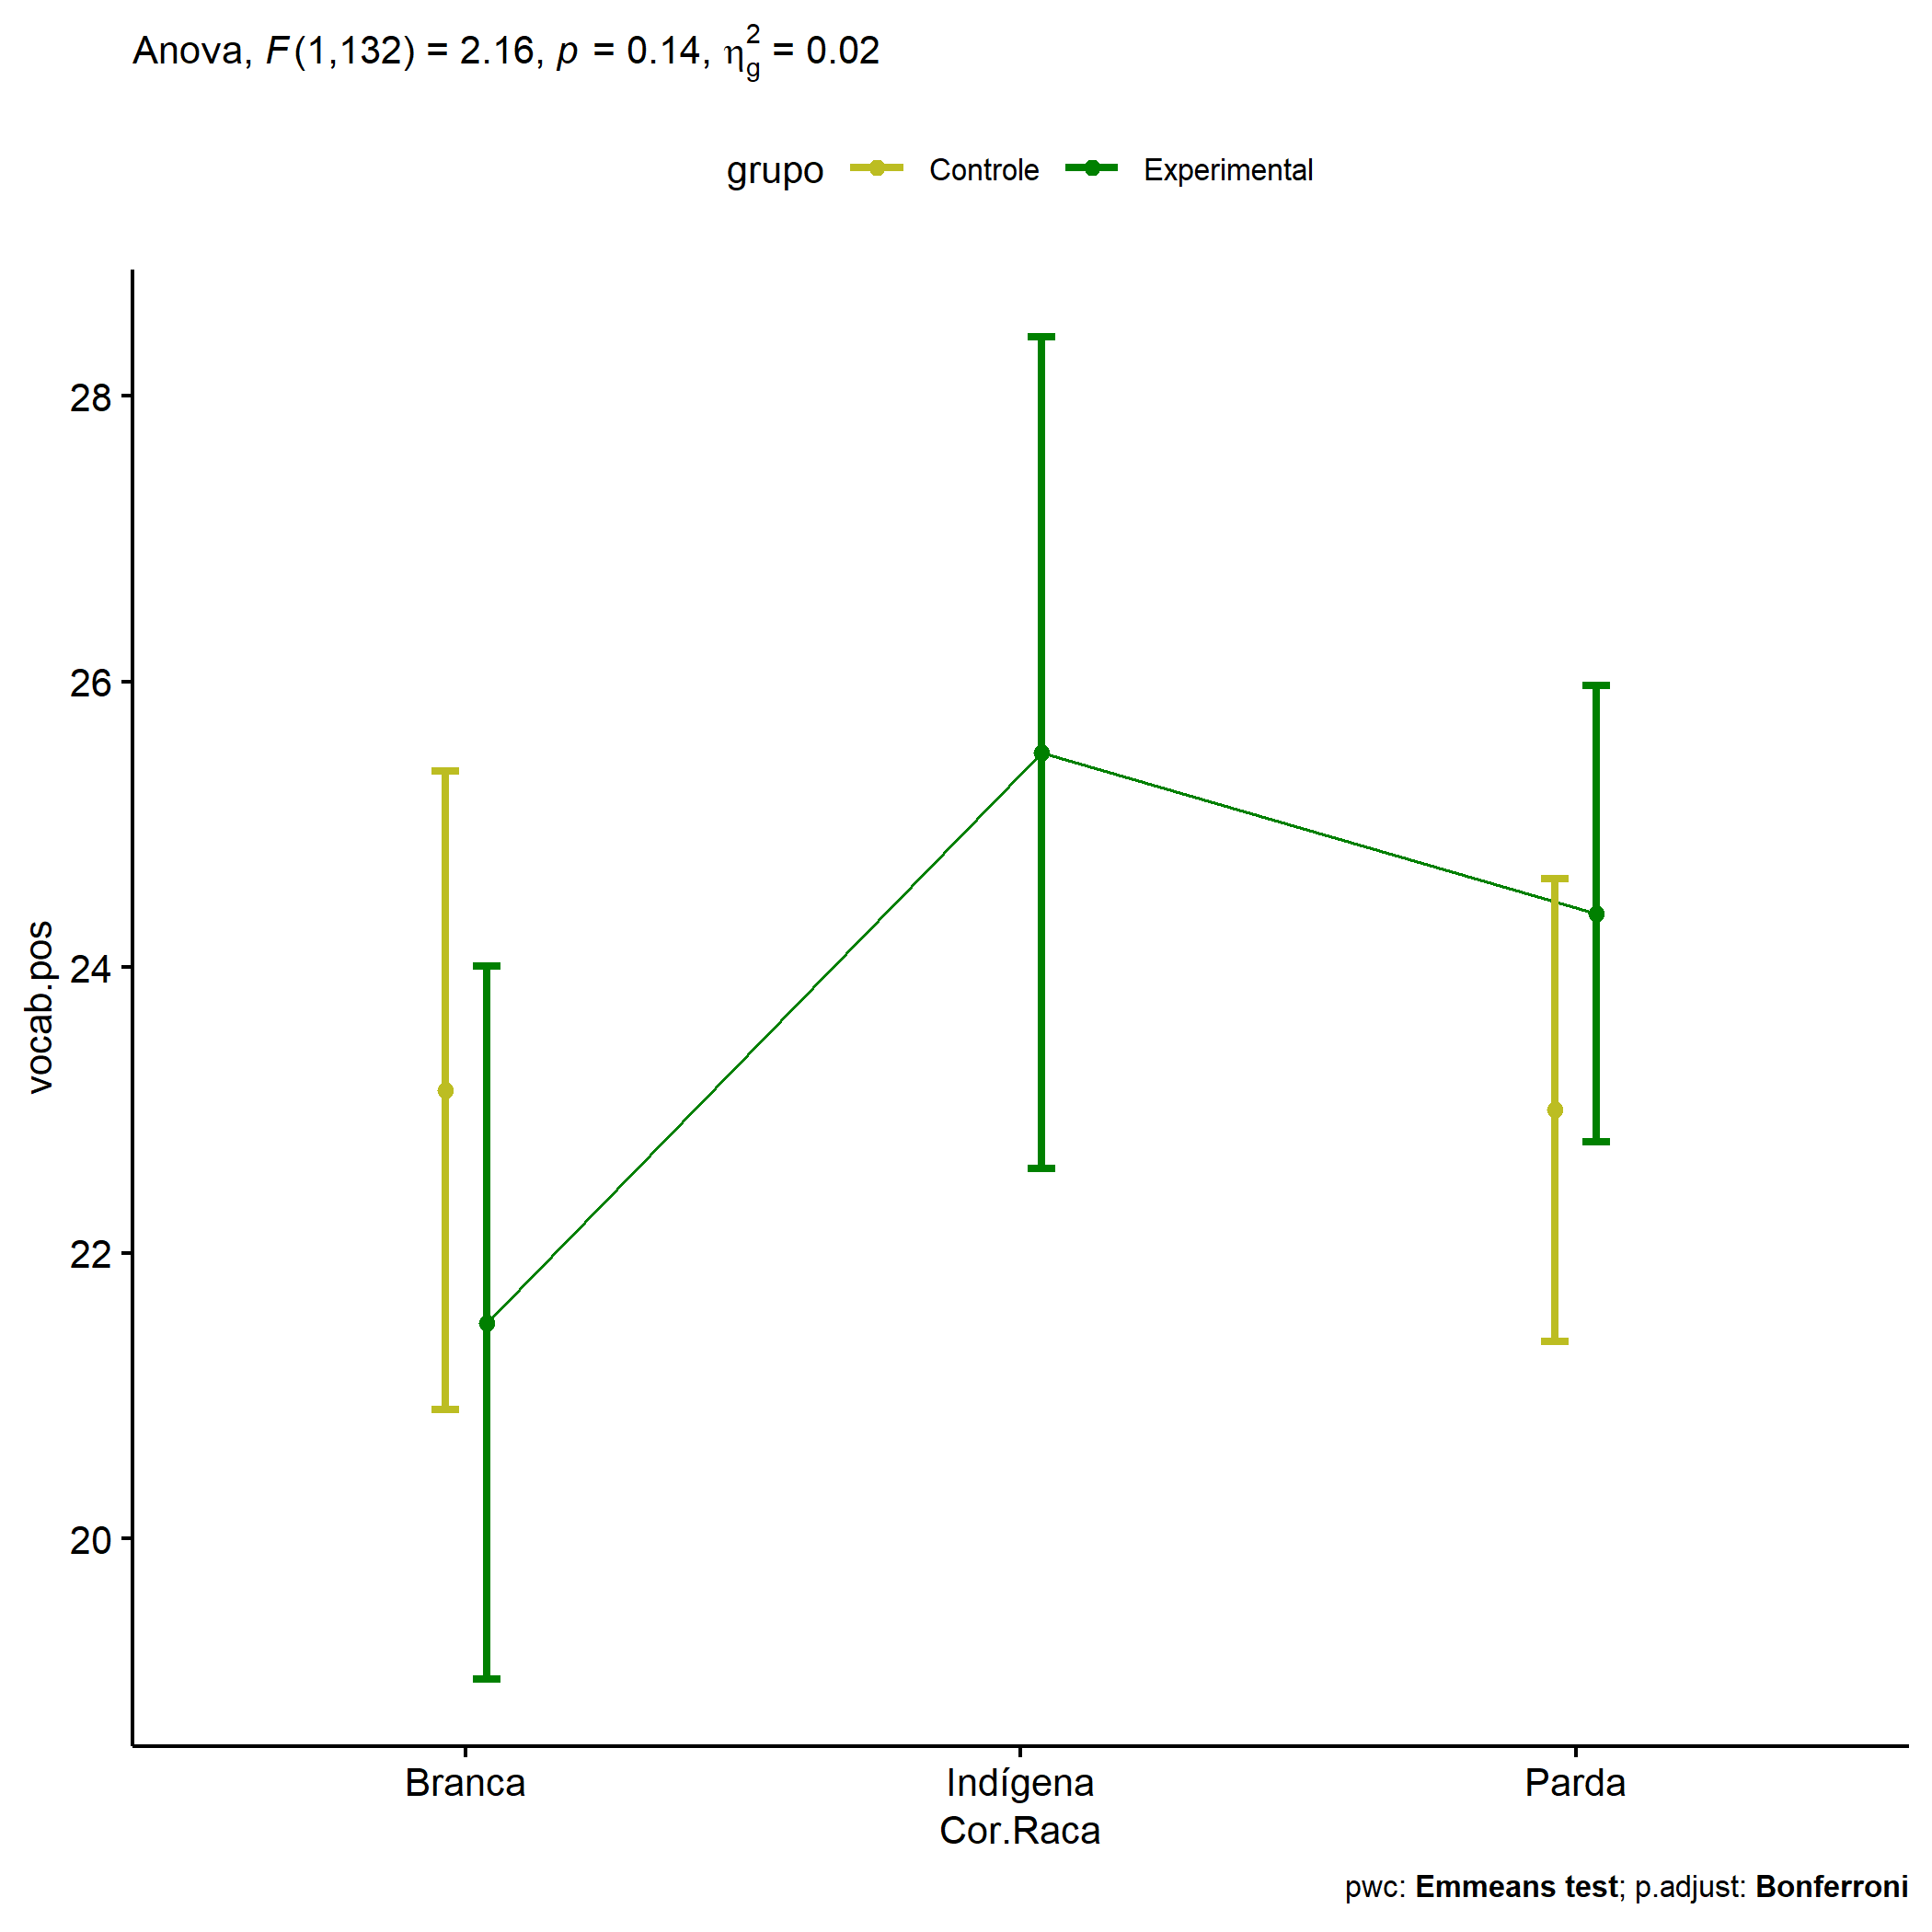 Anova, F(1,132) = 2.16, p = 0.14, η²g = 0.02
grupo Controle Experimental
28
26
24
22
20
vocab.pos
Branca Indígena Parda
Cor.Raca
pwc: Emmeans test; p.adjust: Bonferroni